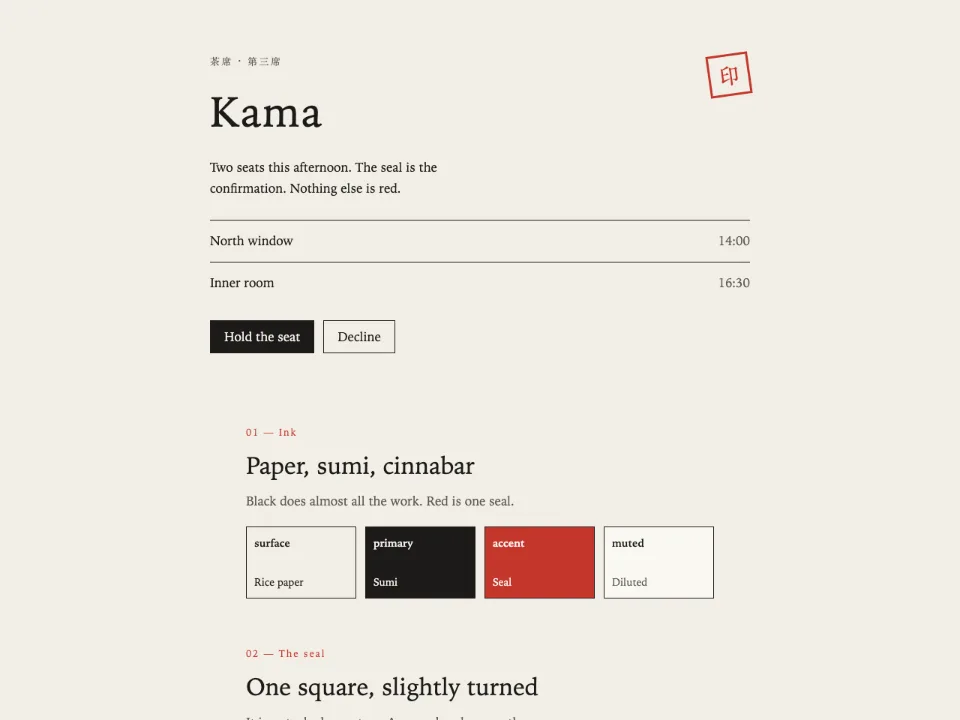 茶席 · 第三席
印
Kama
Two seats this afternoon. The seal is the
confirmation. Nothing else is red.
North window 14:00
Inner room 16:30
Hold the seat Decline
01 — Ink
Paper, sumi, cinnabar
Black does almost all the work. Red is one seal.
surface primary accent muted
Rice paper Sumi Seal Diluted
02 — The seal
One square, slightly turned